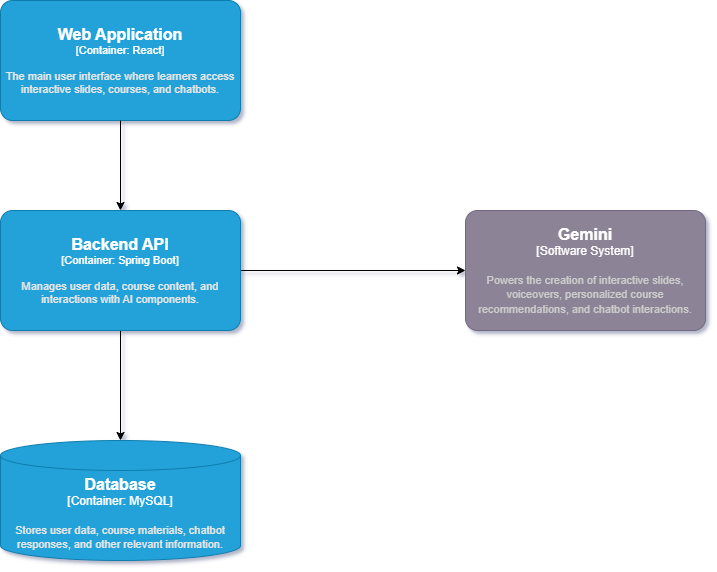 Web Application
[Container: React]
The main user interface where learners access
interactive slides, courses, and chatbots.
Backend API
[Container: Spring Boot]
Manages user data, course content, and
interactions with AI components.
Gemini
[Software System]
Powers the creation of interactive slides,
voiceovers, personalized course
recommendations, and chatbot interactions.
Database
[Container: MySQL]
Stores user data, course materials, chatbot
responses, and other relevant information.